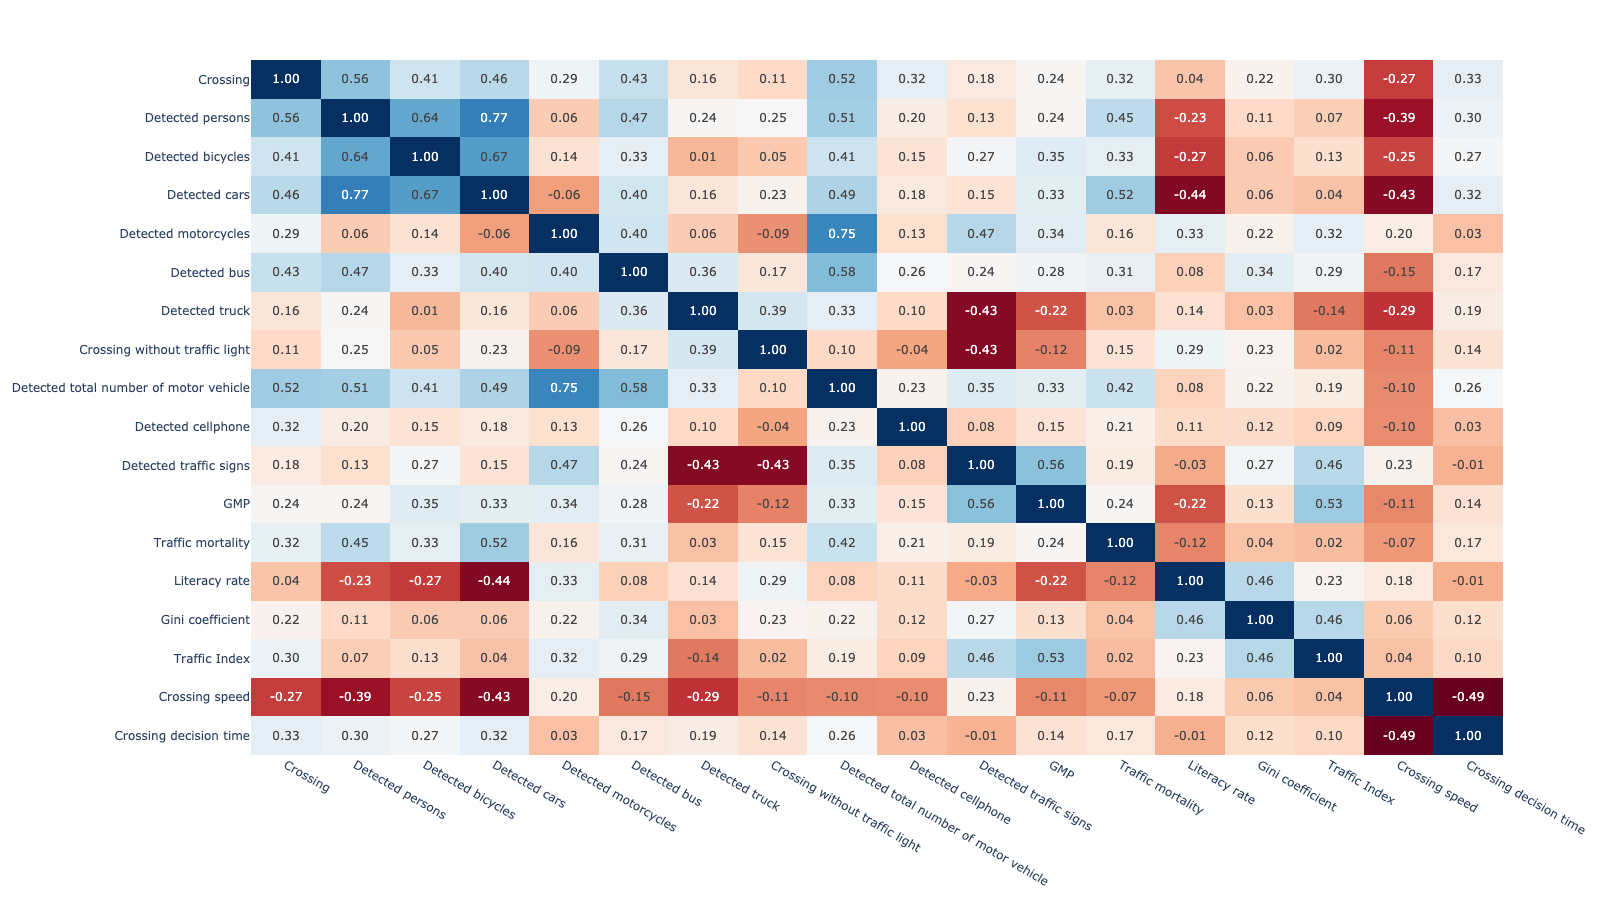 Crossing 1.00 0.56 0.41 0.46 0.29 0.43 0.16 0.11 0.52 0.32 0.18 0.24 0.32 0.04 0.22 0.30 -0.27 0.33
Detected persons 0.56 1.00 0.64 0.77 0.06 0.47 0.24 0.25 0.51 0.20 0.13 0.24 0.45 -0.23 0.11 0.07 -0.39 0.30
Detected bicycles 0.41 0.64 1.00 0.67 0.14 0.33 0.01 0.05 0.41 0.15 0.27 0.35 0.33 -0.27 0.06 0.13 -0.25 0.27
Detected cars 0.46 0.77 0.67 1.00 -0.06 0.40 0.16 0.23 0.49 0.18 0.15 0.33 0.52 -0.44 0.06 0.04 -0.43 0.32
Detected motorcycles 0.29 0.06 0.14 -0.06 1.00 0.40 0.06 -0.09 0.75 0.13 0.47 0.34 0.16 0.33 0.22 0.32 0.20 0.03
Detected bus 0.43 0.47 0.33 0.40 0.40 1.00 0.36 0.17 0.58 0.26 0.24 0.28 0.31 0.08 0.34 0.29 -0.15 0.17
Detected truck 0.16 0.24 0.01 0.16 0.06 0.36 1.00 0.39 0.33 0.10 -0.43 -0.22 0.03 0.14 0.03 -0.14 -0.29 0.19
Crossing without traffic light 0.11 0.25 0.05 0.23 -0.09 0.17 0.39 1.00 0.10 -0.04 -0.43 -0.12 0.15 0.29 0.23 0.02 -0.11 0.14
Detected total number of motor vehicle 0.52 0.51 0.41 0.49 0.75 0.58 0.33 0.10 1.00 0.23 0.35 0.33 0.42 0.08 0.22 0.19 -0.10 0.26
Detected cellphone 0.32 0.20 0.15 0.18 0.13 0.26 0.10 -0.04 0.23 1.00 0.08 0.15 0.21 0.11 0.12 0.09 -0.10 0.03
Detected traffic signs 0.18 0.13 0.27 0.15 0.47 0.24 -0.43 -0.43 0.35 0.08 1.00 0.56 0.19 -0.03 0.27 0.46 0.23 -0.01
GMP 0.24 0.24 0.35 0.33 0.34 0.28 -0.22 -0.12 0.33 0.15 0.56 1.00 0.24 -0.22 0.13 0.53 -0.11 0.14
Traffic mortality 0.32 0.45 0.33 0.52 0.16 0.31 0.03 0.15 0.42 0.21 0.19 0.24 1.00 -0.12 0.04 0.02 -0.07 0.17
Literacy rate 0.04 -0.23 -0.27 -0.44 0.33 0.08 0.14 0.29 0.08 0.11 -0.03 -0.22 -0.12 1.00 0.46 0.23 0.18 -0.01
Gini coefficient 0.22 0.11 0.06 0.06 0.22 0.34 0.03 0.23 0.22 0.12 0.27 0.13 0.04 0.46 1.00 0.46 0.06 0.12
Traffic Index 0.30 0.07 0.13 0.04 0.32 0.29 -0.14 0.02 0.19 0.09 0.46 0.53 0.02 0.23 0.46 1.00 0.04 0.10
Crossing speed -0.27 -0.39 -0.25 -0.43 0.20 -0.15 -0.29 -0.11 -0.10 -0.10 0.23 -0.11 -0.07 0.18 0.06 0.04 1.00 -0.49
Crossing decision time 0.33 0.30 0.27 0.32 0.03 0.17 0.19 0.14 0.26 0.03 -0.01 0.14 0.17 -0.01 0.12 0.10 -0.49 1.00
Crossing
Detected persons
Detected bicycles
Detected cars
Detected motorcycles
Detected bus
Detected truck
Crossing without traffic light
Detected total number of motor vehicle
Detected cellphone
Detected traffic signs
GMP
Traffic mortality
Literacy rate
Gini coefficient
Traffic Index
Crossing speed
Crossing decision time